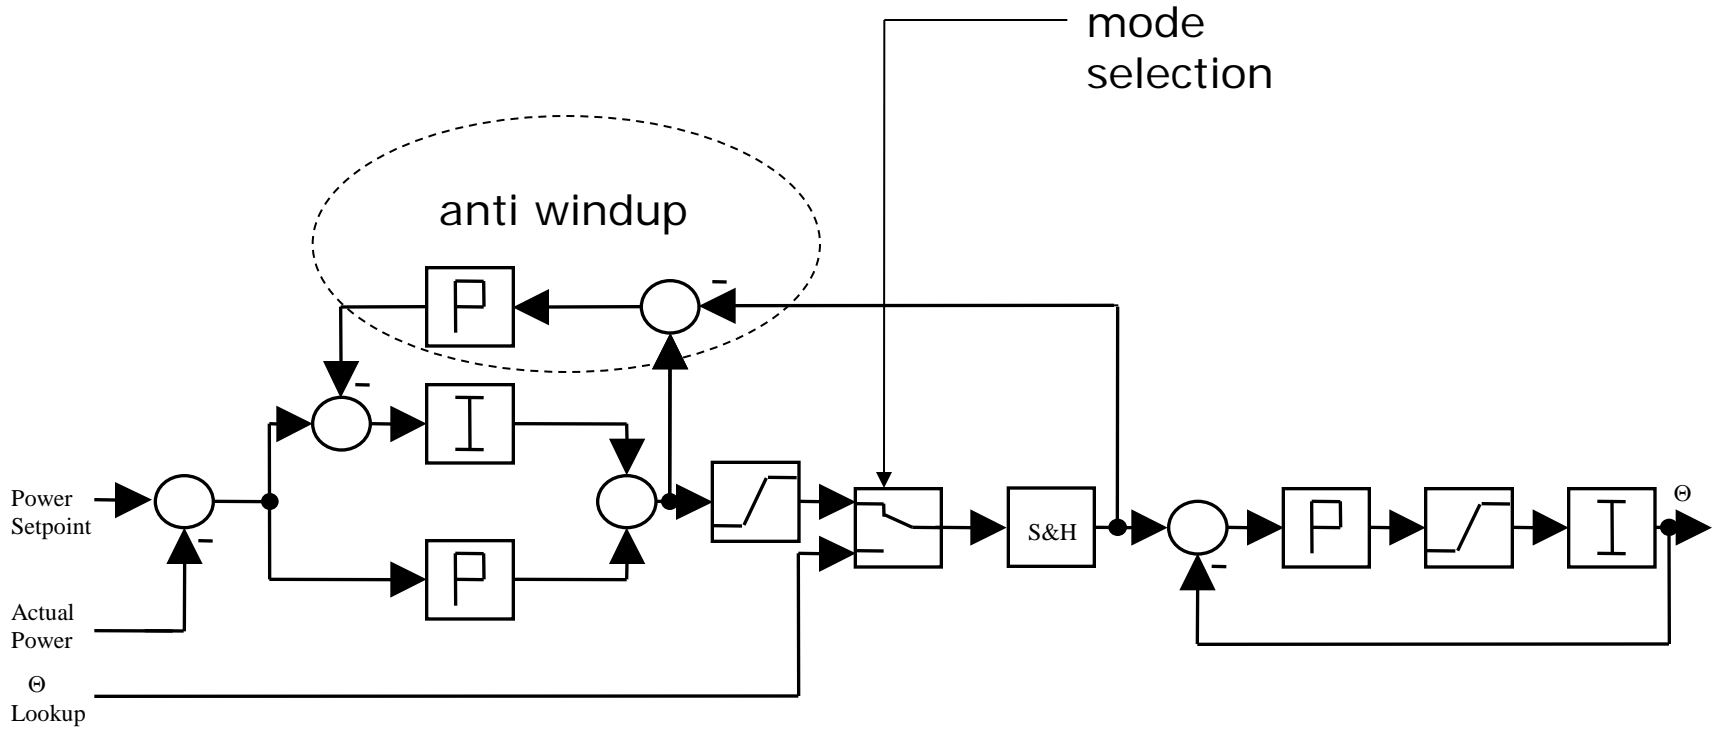 mode
selection
anti windup
-
P
-
I
Power
Setpoint
-
S&H
P
I
Θ
-
P
Actual
Power
Θ
Lookup